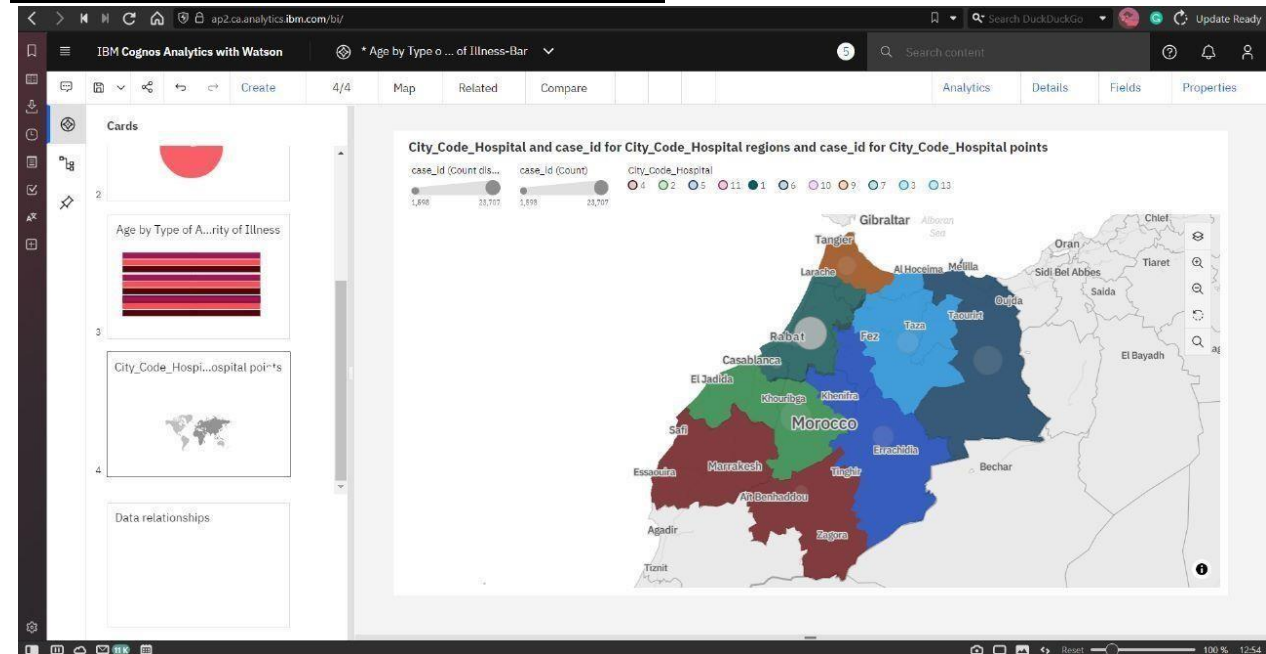 ap2.ca.analytics.ibm.com/bi/
Search DuckDuckGo
Update Ready
IBM Cognos Analytics with Watson
* Age by Type o ... of Illness-Bar
5
Search content
Create
4/4
Map
Related
Compare
Analytics
Details
Fields
Properties
Cards
2
Age by Type of A...rity of Illness
3
City_Code_Hospi...ospital points
4
Data relationships
City_Code_Hospital and case_id for City_Code_Hospital regions and case_id for City_Code_Hospital points
case_id (Count dis...
case_id (Count)
City_Code_Hospital
1,698
23,707
1,698
23,707
4 2 5 11 1 6 10 9 7 3 13
Gibraltar
Alboran
Sea
Chlef
Tangier
Oran
Larache
Al Hoceima
Melilla
Sidi Bel Abbes
Tiaret
Oujda
Saida
Taourirt
Rabat
Fez
Taza
Casablanca
El Bayadh
El Jadida
Khouribga
Khenifra
Morocco
Safi
Errachidia
Essaouira
Marrakesh
Tinghir
Bechar
Ait Benhaddou
Agadir
Zagora
Tiznit
11K
Reset
100 %
12:54